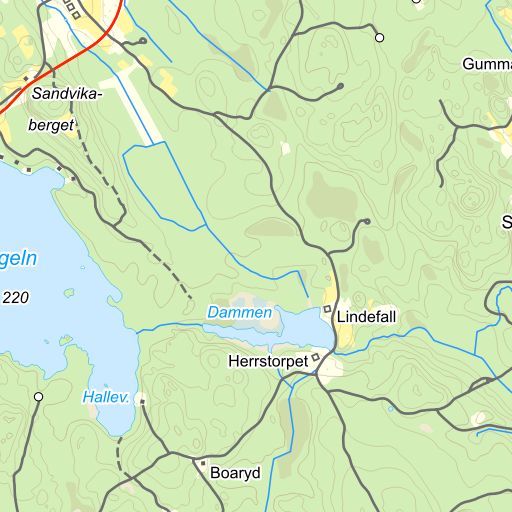 Gumma
Sandvika-
berget
S
geln
220
Dammen
Lindefall
Herrstorpet
Hallev.
Boaryd